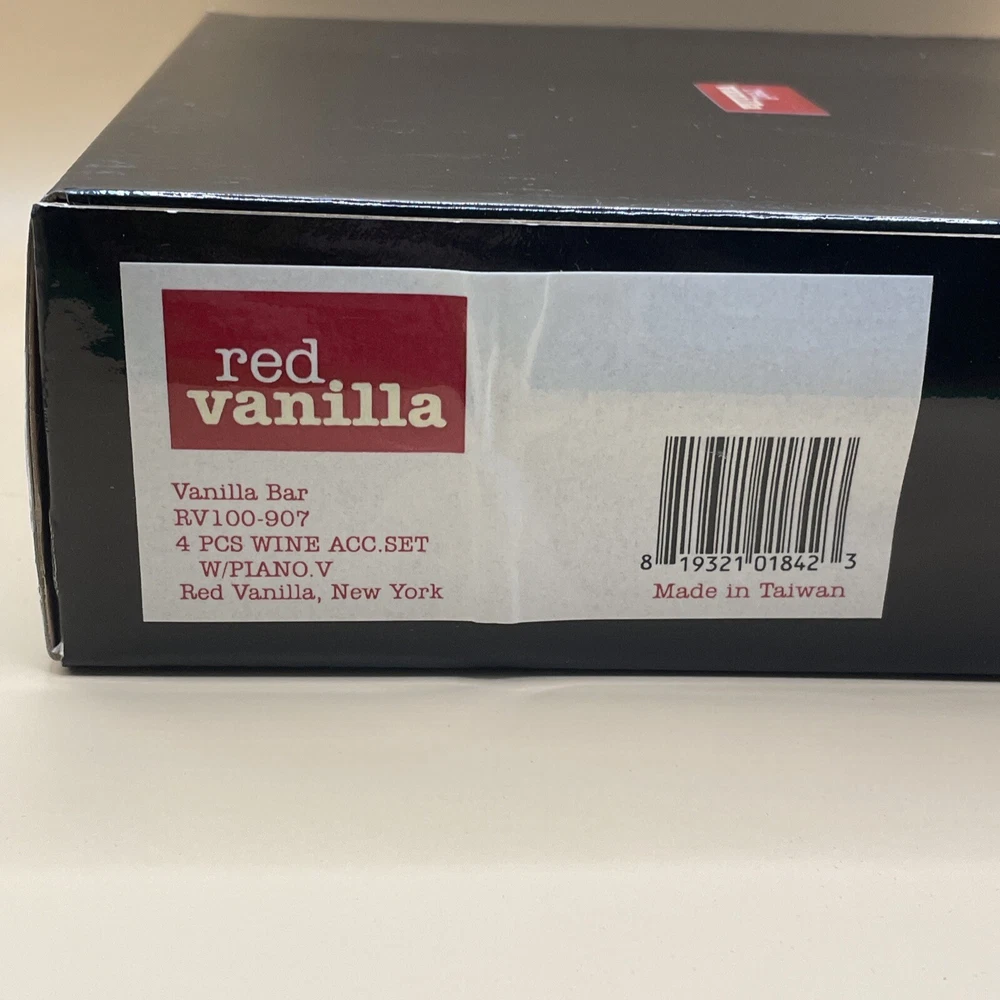 red
vanilla
Vanilla Bar
RV100-907
4 PCS WINE ACC.SET
W/PIANO.V
Red Vanilla, New York
8 19321 01842 3
Made in Taiwan